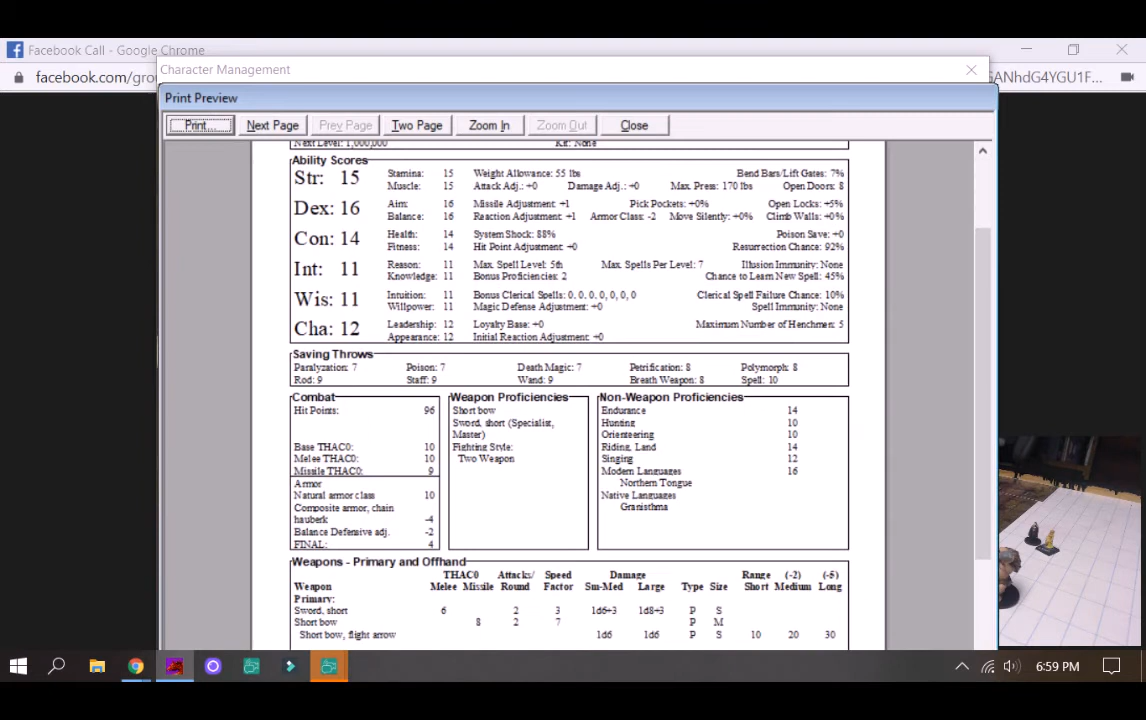 Facebook Call - Google Chrome
facebook.com/gro
GANhdG4YGU1F...
Character Management
Print Preview
Print... Next Page Prev Page Two Page Zoom In Zoom Out Close
Next Level: 1,000,000 Kit: None
Ability Scores
Str: 15 Stamina: 15 Weight Allowance: 55 lbs Bend Bars/Lift Gates: 7%
Muscle: 15 Attack Adj.: +0 Damage Adj.: +0 Max. Press: 170 lbs Open Doors: 8
Dex: 16 Aim: 16 Missile Adjustment: +1 Pick Pockets: +0% Open Locks: +5%
Balance: 16 Reaction Adjustment: +1 Armor Class: -2 Move Silently: +0% Climb Walls: +0%
Con: 14 Health: 14 System Shock: 88% Poison Save: +0
Fitness: 14 Hit Point Adjustment: +0 Resurrection Chance: 92%
Int: 11 Reason: 11 Max. Spell Level: 5th Max. Spells Per Level: 7 Illusion Immunity: None
Knowledge: 11 Bonus Proficiencies: 2 Chance to Learn New Spell: 45%
Wis: 11 Intuition: 11 Bonus Clerical Spells: 0, 0, 0, 0, 0, 0, 0 Clerical Spell Failure Chance: 10%
Willpower: 11 Magic Defense Adjustment: +0 Spell Immunity: None
Cha: 12 Leadership: 12 Loyalty Base: +0 Maximum Number of Henchmen: 5
Appearance: 12 Initial Reaction Adjustment: +0
Saving Throws
Paralyzation: 7 Poison: 7 Death Magic: 7 Petrification: 8 Polymorph: 8
Rod: 9 Staff: 9 Wand: 9 Breath Weapon: 8 Spell: 10
Combat
Hit Points: 96
Base THAC0: 10
Melee THAC0: 10
Missile THAC0: 9
Armor
Natural armor class 10
Composite armor, chain
hauberk -4
Balance Defensive adj. -2
FINAL: 4
Weapon Proficiencies
Short bow
Sword, short (Specialist,
Master)
Fighting Style:
Two Weapon
Non-Weapon Proficiencies
Endurance 14
Hunting 10
Orienteering 10
Riding, Land 14
Singing 12
Modern Languages 16
Northern Tongue
Native Languages
Granisthma
Weapons - Primary and Offhand
THAC0 Attacks/ Speed Damage Range (-2) (-5)
Weapon Melee Missile Round Factor Sm-Med Large Type Size Short Medium Long
Primary:
Sword, short 6 2 3 1d6+3 1d8+3 P S
Short bow 8 2 7 P M
Short bow, flight arrow 1d6 1d6 P S 10 20 30
6:59 PM